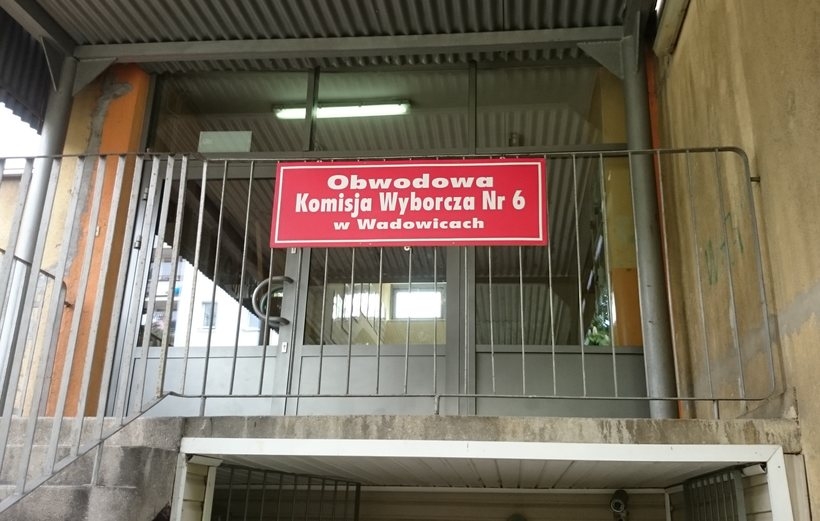 Obwodowa
Komisja Wyborcza Nr 6
w Wadowicach